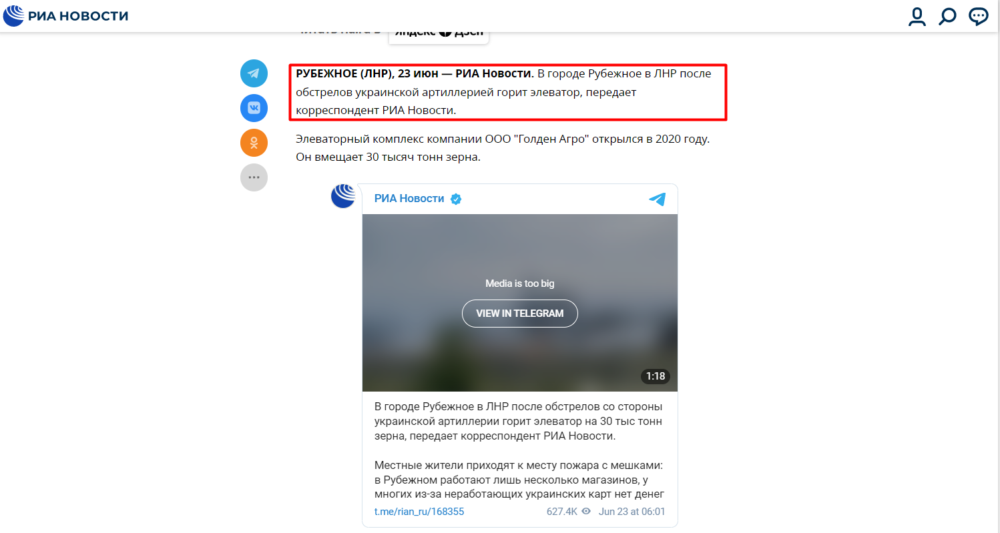 РИА НОВОСТИ
Яндекс Дзен
РУБЕЖНОЕ (ЛНР), 23 июн — РИА Новости. В городе Рубежное в ЛНР после
обстрелов украинской артиллерией горит элеватор, передает
корреспондент РИА Новости.
Элеваторный комплекс компании ООО "Голден Агро" открылся в 2020 году.
Он вмещает 30 тысяч тонн зерна.
РИА Новости
Media is too big
VIEW IN TELEGRAM
1:18
В городе Рубежное в ЛНР после обстрелов со стороны
украинской артиллерии горит элеватор на 30 тыс тонн
зерна, передает корреспондент РИА Новости.
Местные жители приходят к месту пожара с мешками:
в Рубежном работают лишь несколько магазинов, у
многих из-за неработающих украинских карт нет денег
t.me/rian_ru/168355
627.4K Jun 23 at 06:01